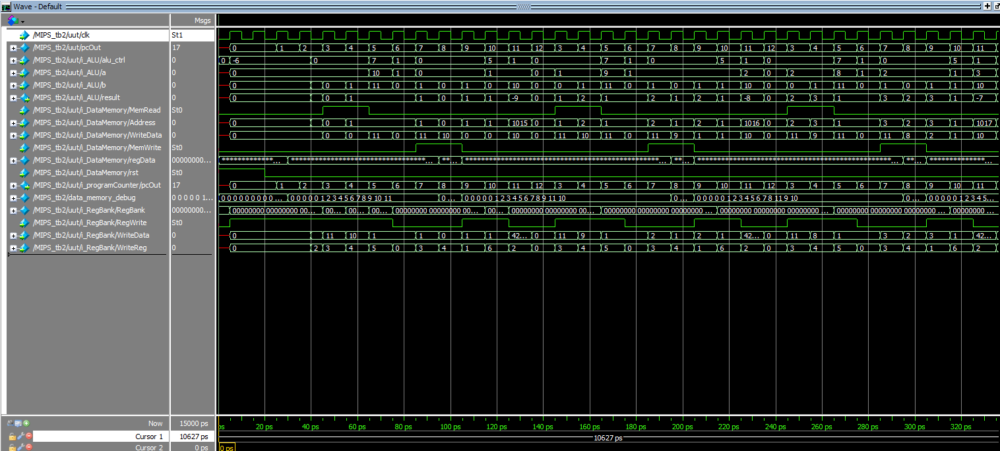 Wave - Default
Msgs
/MIPS_tb2/uut/clk St1
/MIPS_tb2/uut/pcOut 17 0 1 2 3 4 5 6 7 8 9 10 11 12 3 4 5 6 7 8 9 10 11 12 3 4 5 6 7 8 9 10 11
/MIPS_tb2/uut/i_ALU/alu_ctrl 0 0 -6 0 7 1 0 5 1 0 7 1 0 5 1 0 7 1 0 5 1
/MIPS_tb2/uut/i_ALU/a 0 0 10 1 0 1 0 1 9 1 2 0 2 8 1 2 1 3
/MIPS_tb2/uut/i_ALU/b 0 0 0 1 11 0 1 0 1 0 10 0 0 1 11 0 1 0 1 1 10 0 0 1 11 0 1 0 1 1 10
/MIPS_tb2/uut/i_ALU/result 0 0 0 1 1 0 1 1 -9 0 1 2 1 2 1 2 1 -8 0 2 3 1 3 2 3 1 -7
/MIPS_tb2/uut/i_DataMemory/MemRead St0
/MIPS_tb2/uut/i_DataMemory/Address 0 0 0 1 1 0 1 1 1015 0 1 2 1 2 1 2 1 1016 0 2 3 1 3 2 3 1 1017
/MIPS_tb2/uut/i_DataMemory/WriteData 0 0 0 0 11 0 11 10 0 0 10 0 11 10 11 0 11 9 1 1 10 0 11 9 11 0 11 8 2 1 10
/MIPS_tb2/uut/i_DataMemory/MemWrite St0
/MIPS_tb2/uut/i_DataMemory/regData 00000000...
/MIPS_tb2/uut/i_DataMemory/rst St0
/MIPS_tb2/uut/i_programCounter/pcOut 17 0 1 2 3 4 5 6 7 8 9 10 11 12 3 4 5 6 7 8 9 10 11 12 3 4 5 6 7 8 9 10 11
/MIPS_tb2/data_memory_debug 0 0 0 0 0 1... 0 0 0 0 0 0 0 0 0 ... 0 0 0 0 0 1 2 3 4 5 6 7 8 9 10 11 0 ... 0 0 0 0 0 1 2 3 4 5 6 7 8 9 11 10 0 ... 0 0 0 0 0 1 2 3 4 5 6 7 8 11 9 10 0 ... 0 0 0 0 0 1 2 3 4 5...
/MIPS_tb2/uut/i_RegBank/RegBank 00000000... 00000000 00000000 00... 00... 00... 00... 00000000 00000000 00... 00... 00000000 00000000 00000000 ... 00000000 00000000 00000000 ... 00000000 00000000 00000000 ... 00000000 ...
/MIPS_tb2/uut/i_RegBank/RegWrite St0
/MIPS_tb2/uut/i_RegBank/WriteData 0 0 11 10 1 1 0 1 1 42... 0 11 9 1 2 1 2 1 42... 0 11 8 1 3 2 3 1 42...
/MIPS_tb2/uut/i_RegBank/WriteReg 0 0 2 3 4 5 0 3 4 1 6 2 0 3 4 5 0 3 4 1 6 2 0 3 4 5 0 3 4 1 6 2
Now 15000 ps ps 20 ps 40 ps 60 ps 80 ps 100 ps 120 ps 140 ps 160 ps 180 ps 200 ps 220 ps 240 ps 260 ps 280 ps 300 ps 320 ps
Cursor 1 10627 ps 10627 ps
Cursor 2 0 ps 0 ps